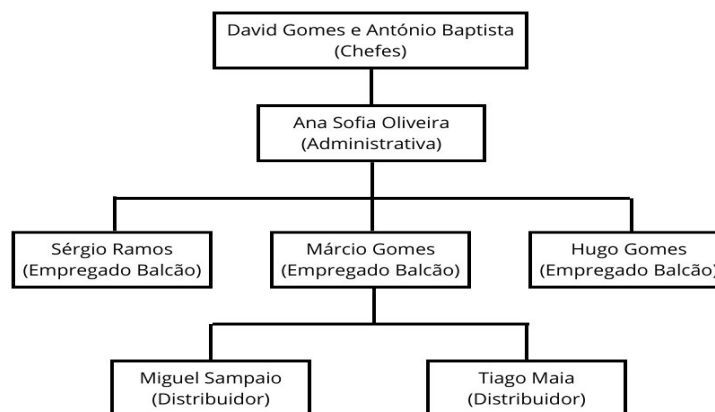 David Gomes e António Baptista
(Chefes)
Ana Sofia Oliveira
(Administrativa)
Sérgio Ramos
(Empregado Balcão)
Márcio Gomes
(Empregado Balcão)
Hugo Gomes
(Empregado Balcão)
Miguel Sampaio
(Distribuidor)
Tiago Maia
(Distribuidor)